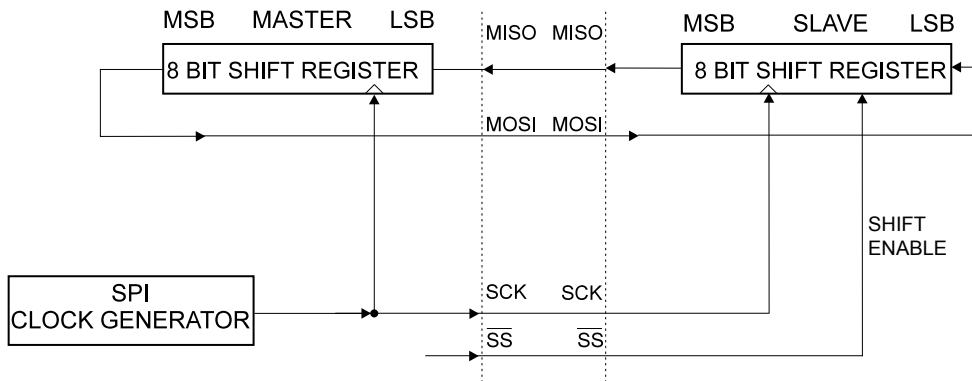 MSB MASTER LSB
MISO MISO
MSB SLAVE LSB
8 BIT SHIFT REGISTER
8 BIT SHIFT REGISTER
MOSI MOSI
SHIFT
ENABLE
SPI
CLOCK GENERATOR
SCK SCK
SS SS